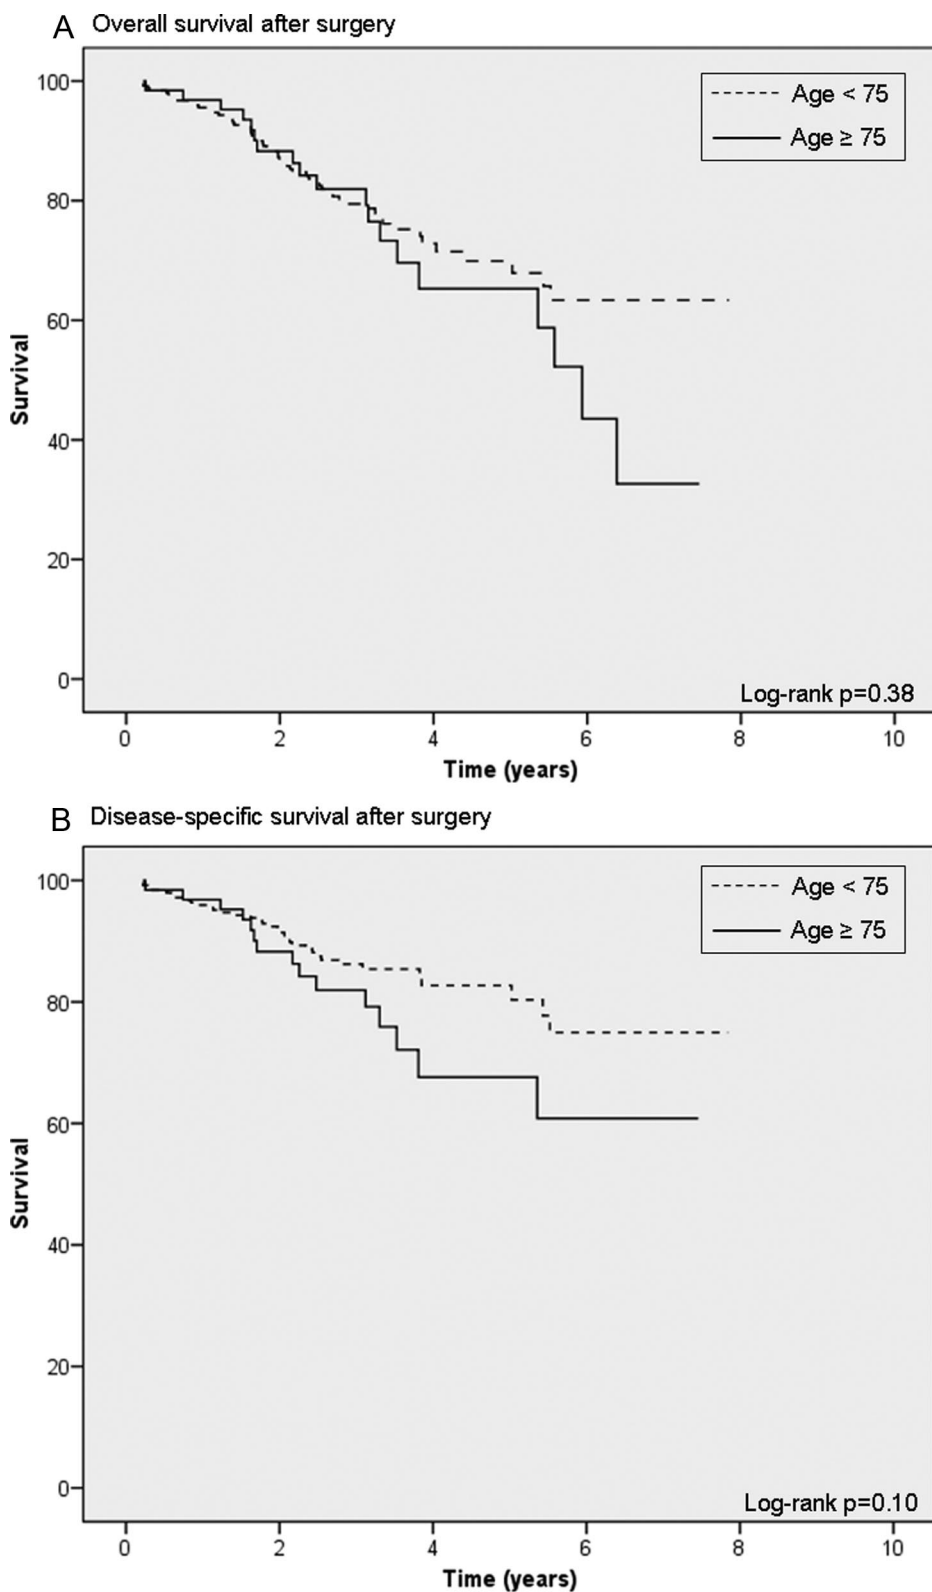 A Overall survival after surgery
100
80
60
40
20
0
Survival
Age < 75
Age ≥ 75
Log-rank p=0.38
0 2 4 6 8 10
Time (years)
B Disease-specific survival after surgery
100
80
60
40
20
0
Survival
Age < 75
Age ≥ 75
Log-rank p=0.10
0 2 4 6 8 10
Time (years)